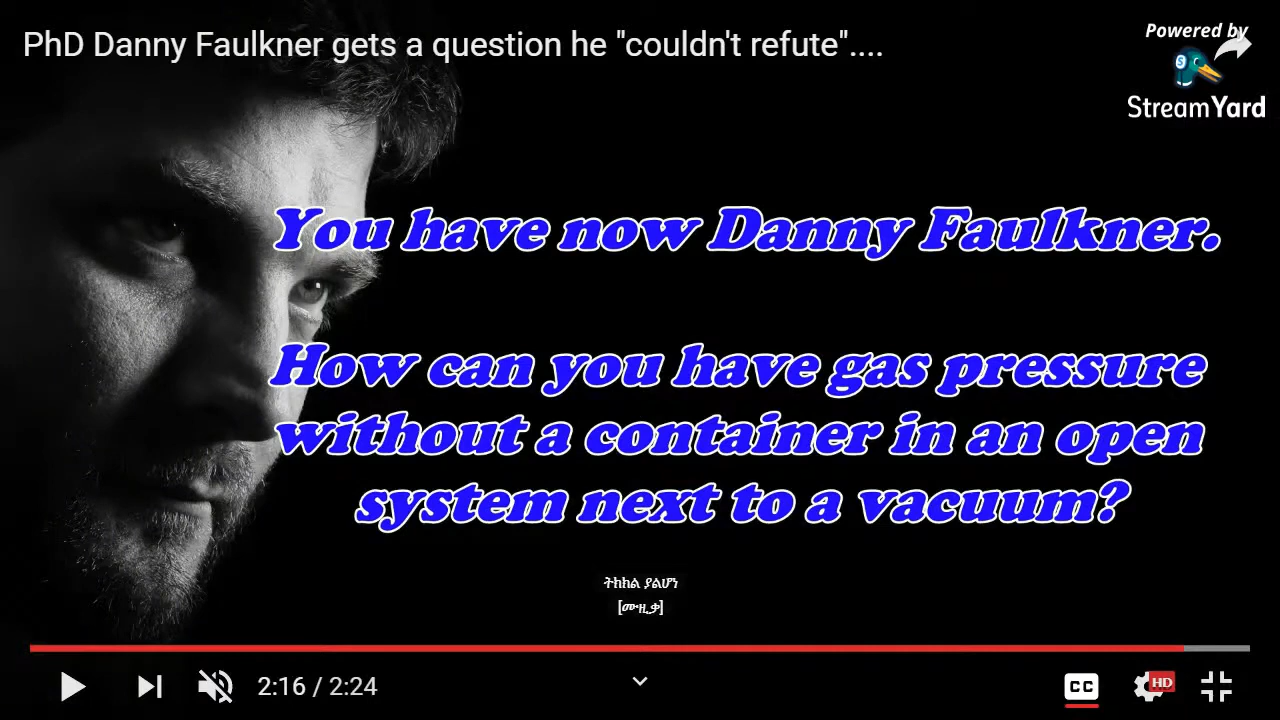 PhD Danny Faulkner gets a question he "couldn't refute"....
Powered by
StreamYard
You have now Danny Faulkner.
How can you have gas pressure
without a container in an open
system next to a vacuum?
ትክክል ያልሆነ
[ሙዚቃ]
2:16 / 2:24
CC
HD